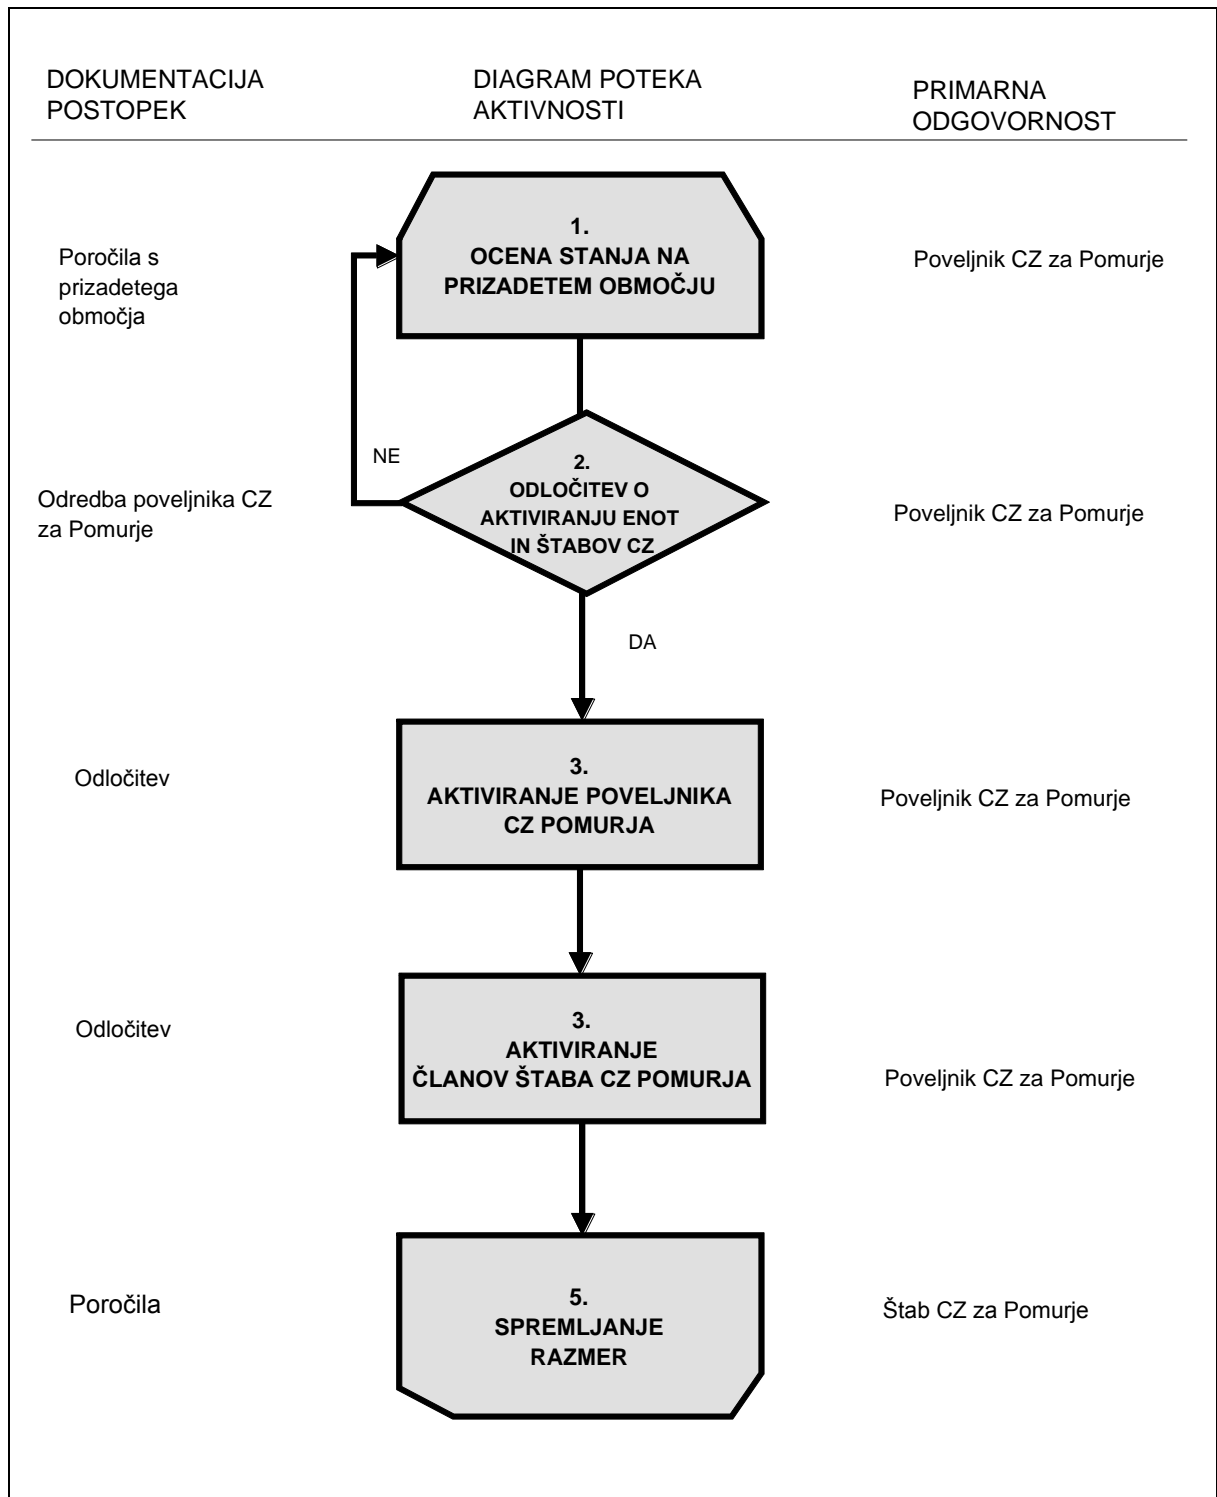 DOKUMENTACIJA
POSTOPEK
DIAGRAM POTEKA
AKTIVNOSTI
PRIMARNA
ODGOVORNOST
Poročila s
prizadetega
območja
1.
OCENA STANJA NA
PRIZADETEM OBMOČJU
Poveljnik CZ za Pomurje
NE
Odredba poveljnika CZ
za Pomurje
2.
ODLOČITEV O
AKTIVIRANJU ENOT
IN ŠTABOV CZ
Poveljnik CZ za Pomurje
DA
Odločitev
3.
AKTIVIRANJE POVELJNIKA
CZ POMURJA
Poveljnik CZ za Pomurje
Odločitev
3.
AKTIVIRANJE
ČLANOV ŠTABA CZ POMURJA
Poveljnik CZ za Pomurje
Poročila
5.
SPREMLJANJE
RAZMER
Štab CZ za Pomurje